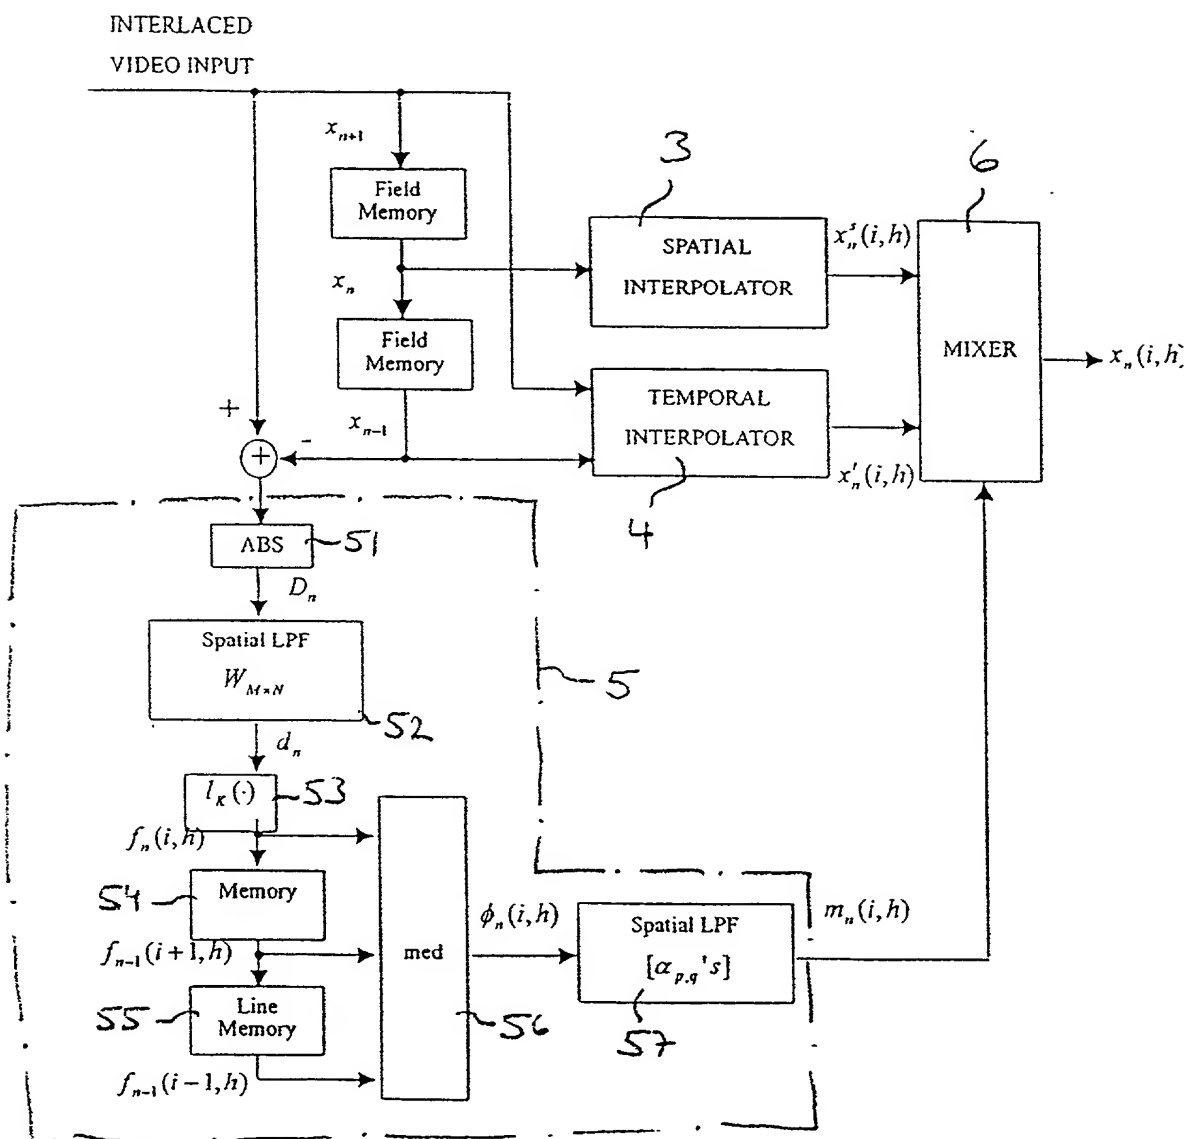 INTERLACED
VIDEO INPUT
x_{n+1}
Field
Memory
x_n
Field
Memory
x_{n-1}
+
-
+
3
SPATIAL
INTERPOLATOR
x_n^s(i,h)
TEMPORAL
INTERPOLATOR
4
x_n^t(i,h)
6
MIXER
x_n(i,h)
ABS
51
D_n
Spatial LPF
W_{M×N}
52
d_n
l_K(·)
53
5
f_n(i,h)
54
Memory
f_{n-1}(i+1,h)
55
Line
Memory
f_{n-1}(i-1,h)
med
56
ϕ_n(i,h)
Spatial LPF
[α_{p,q}'s]
57
m_n(i,h)